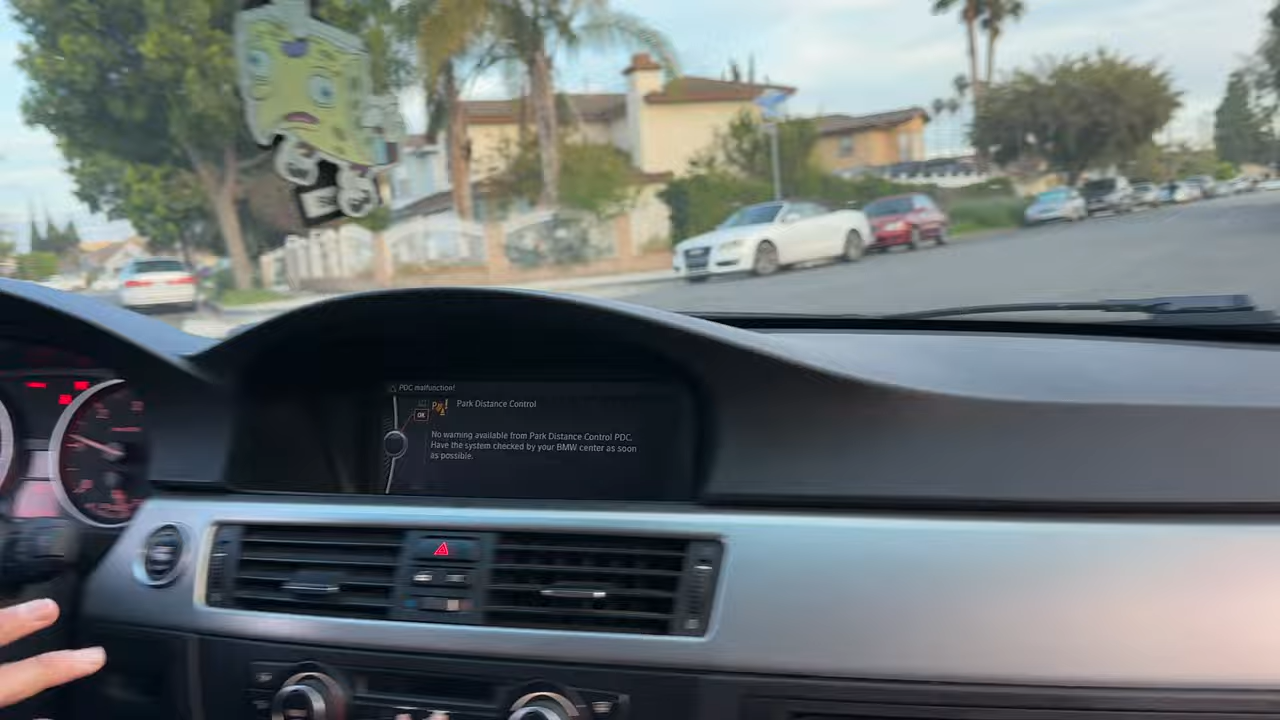 PDC malfunction!
Park Distance Control
OK
No warning available from Park Distance Control PDC.
Have the system checked by your BMW center as soon
as possible.